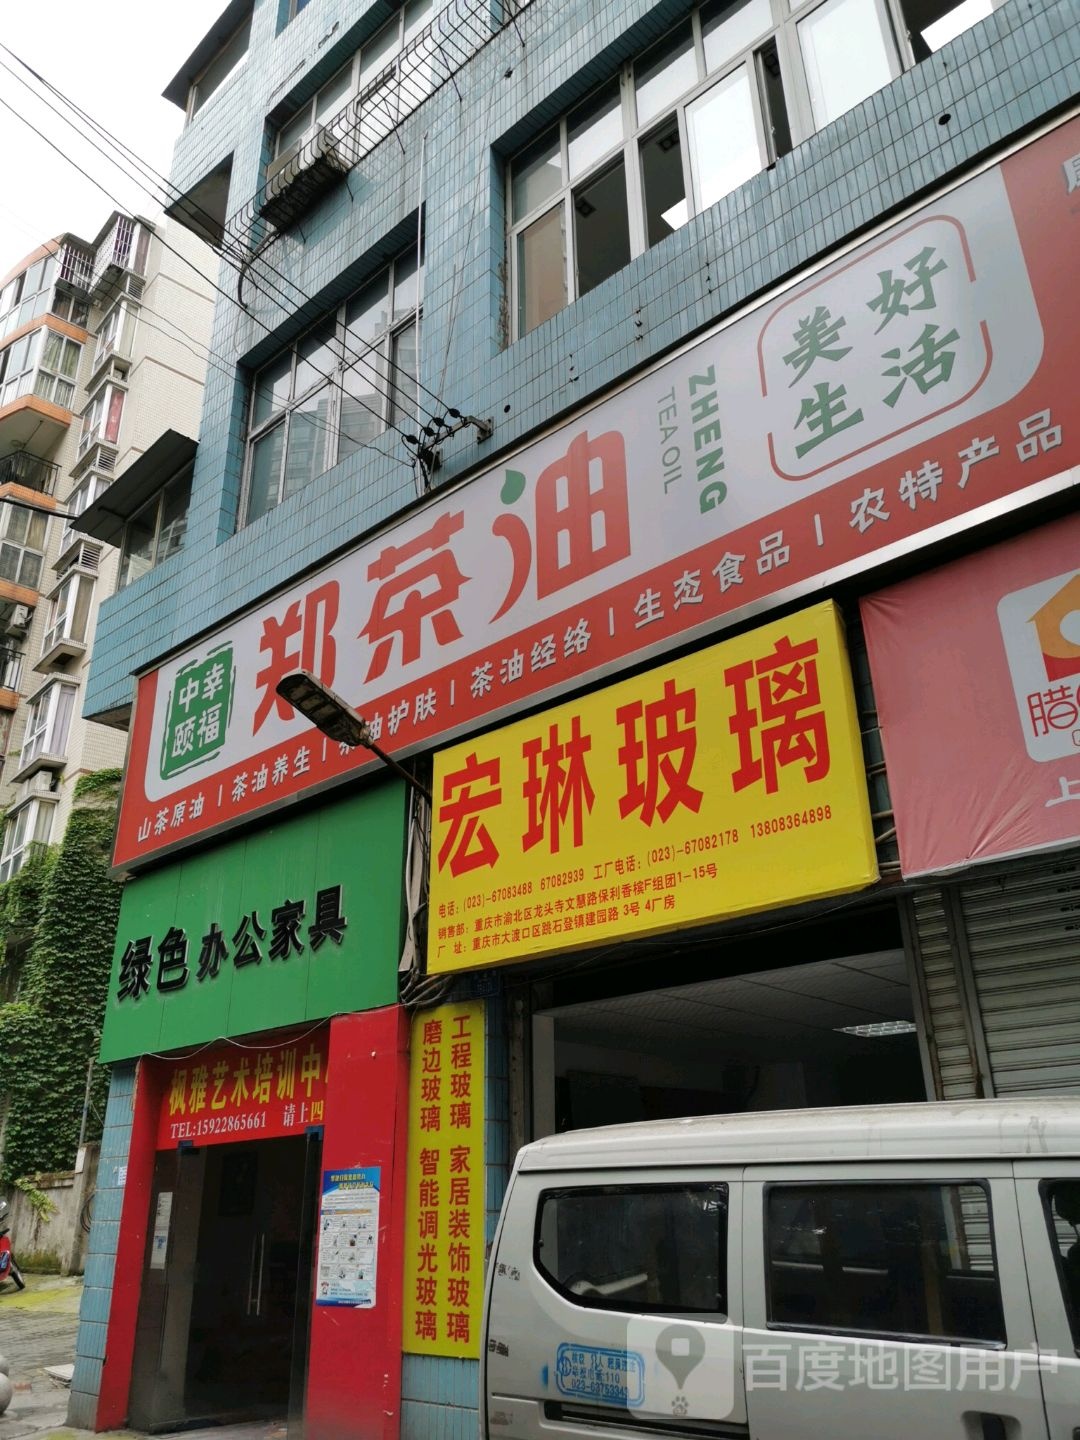 美好
生活
ZHENG
TEA OIL
郑茶油
中幸
颐福
山茶原油 | 茶油养生 | 茶油护肤 | 茶油经络 | 生态食品 | 农特产品
腊
上
宏琳玻璃
电话：(023)-67083488 67082939 工厂电话：(023)-67082178 13808364898
销售部：重庆市渝北区龙头寺文慧路保利香槟F组团1-15号
厂 址：重庆市大渡口区跳石登镇建园路 3号 4厂房
绿色办公家具
枫雅艺术培训中
TEL:15922865661 请上四
工程玻璃 家居装饰玻璃
磨边玻璃 智能调光玻璃
023-63753343
百度地图用户